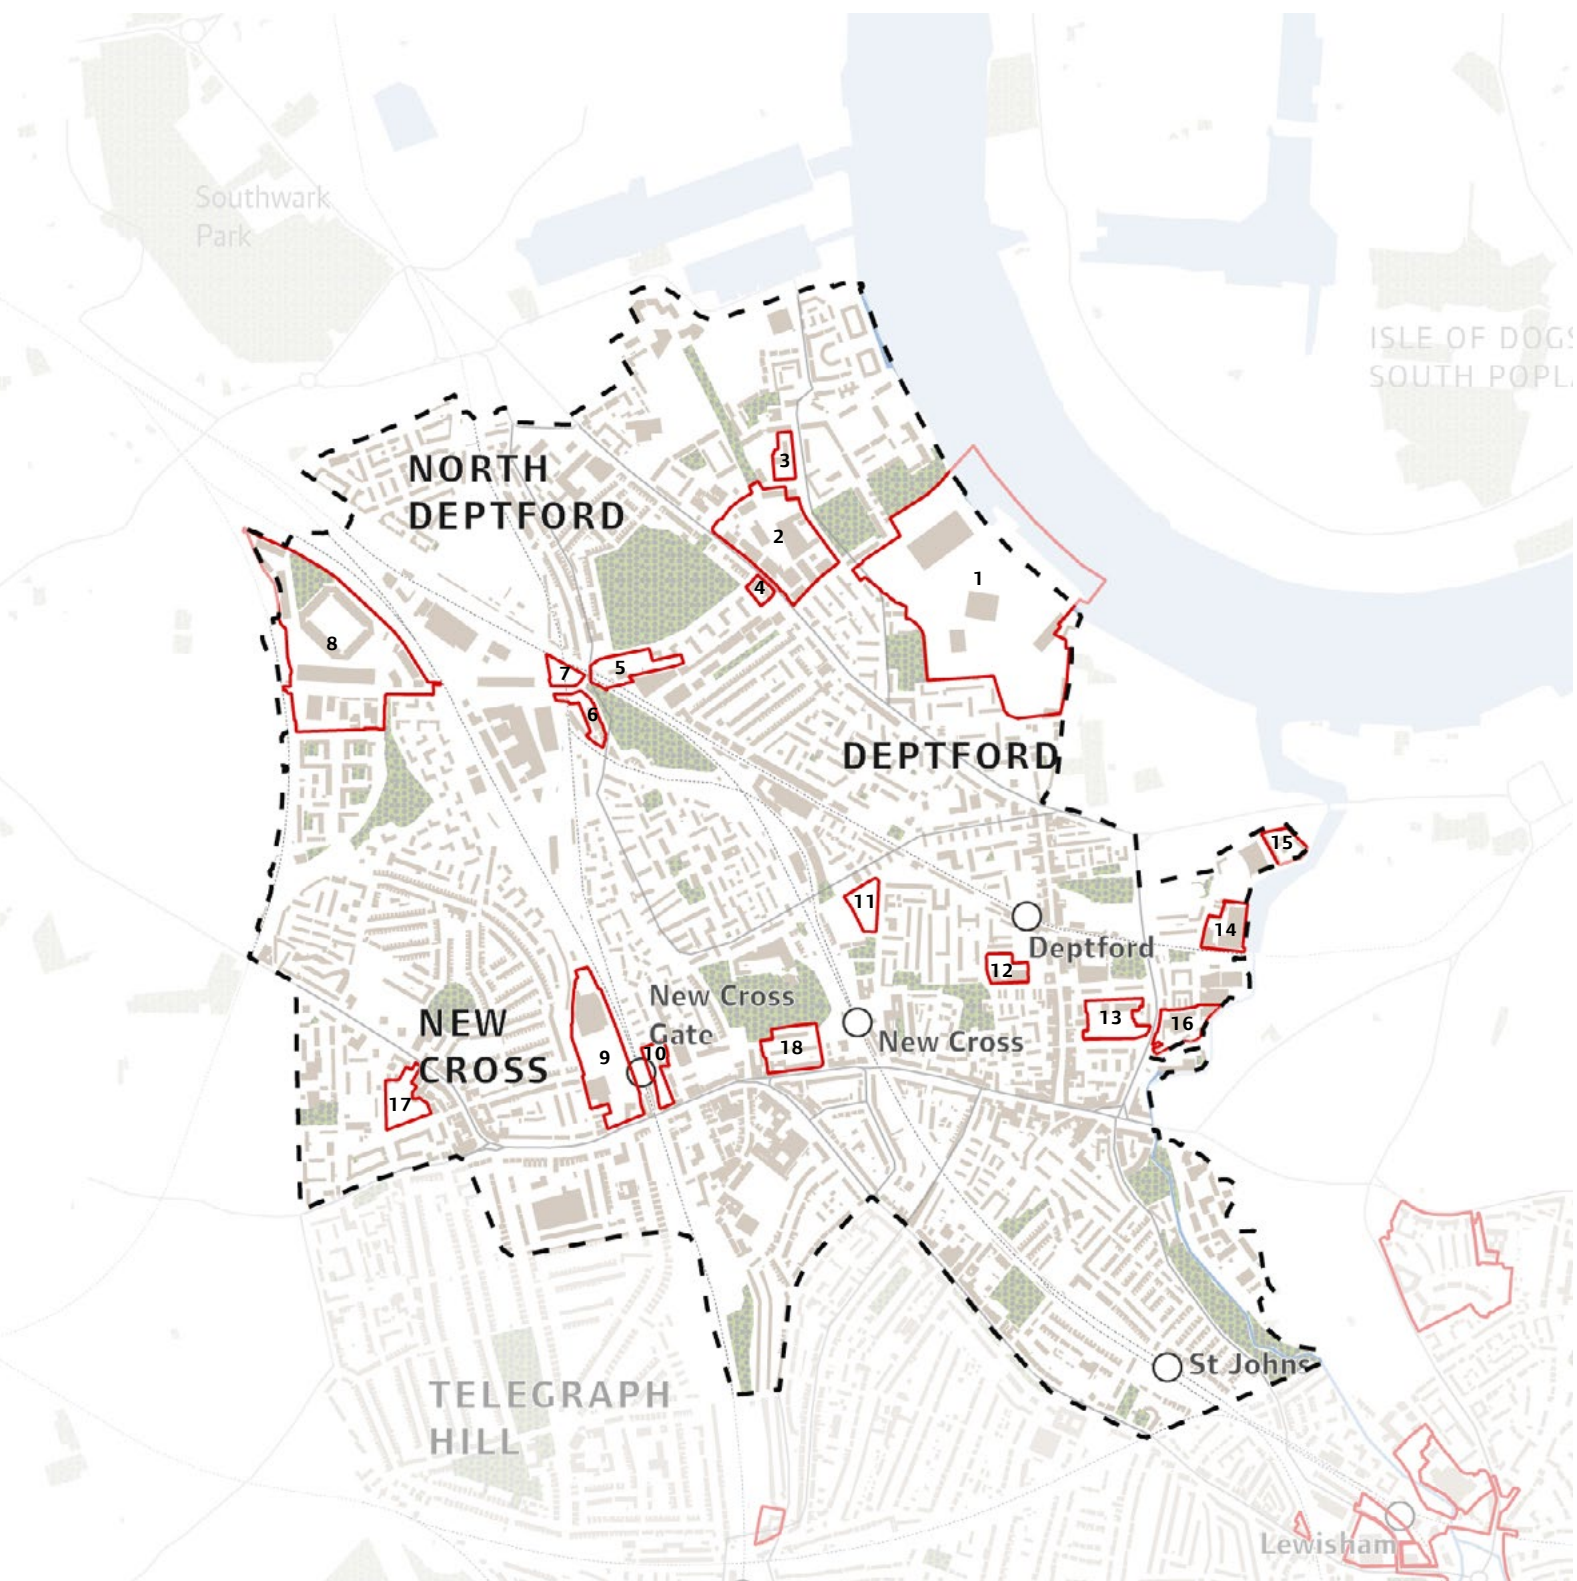 Southwark
Park
ISLE OF DOGS
SOUTH POPL
NORTH
DEPTFORD
3
2
4
1
8
7
5
6
DEPTFORD
15
11
14
Deptford
12
New Cross
Gate
NEW
CROSS
13
16
New Cross
18
9
10
17
St Johns
TELEGRAPH
HILL
Lewisham